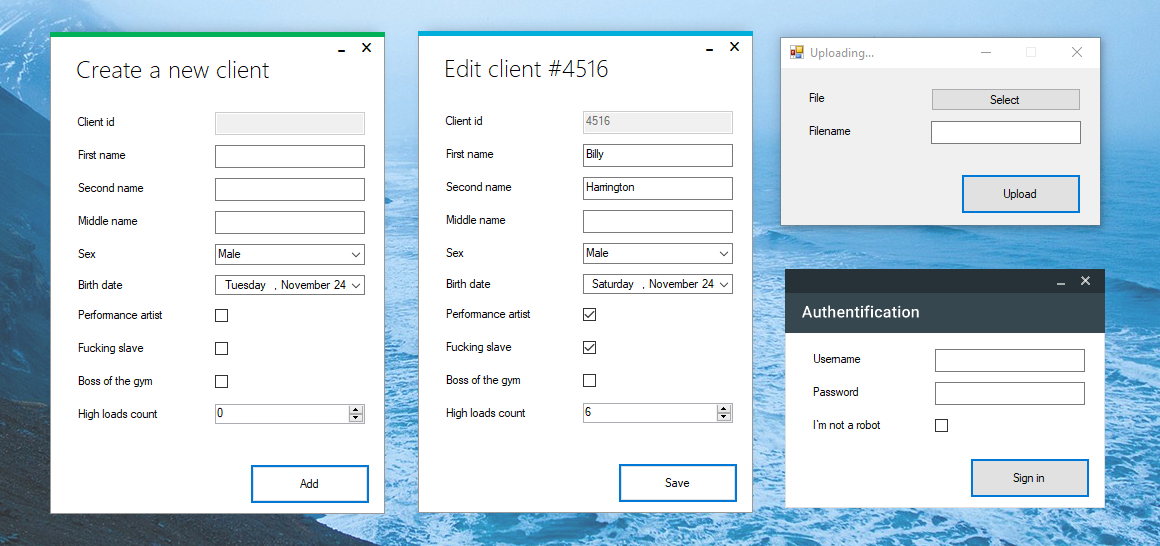 Create a new client
Client id
First name
Second name
Middle name
Sex Male
Birth date Tuesday , November 24
Performance artist
Fucking slave
Boss of the gym
High loads count 0
Add
Edit client #4516
Client id 4516
First name Billy
Second name Harrington
Middle name
Sex Male
Birth date Saturday , November 24
Performance artist
Fucking slave
Boss of the gym
High loads count 6
Save
Uploading...
File Select
Filename
Upload
Authentification
Username
Password
I'm not a robot
Sign in